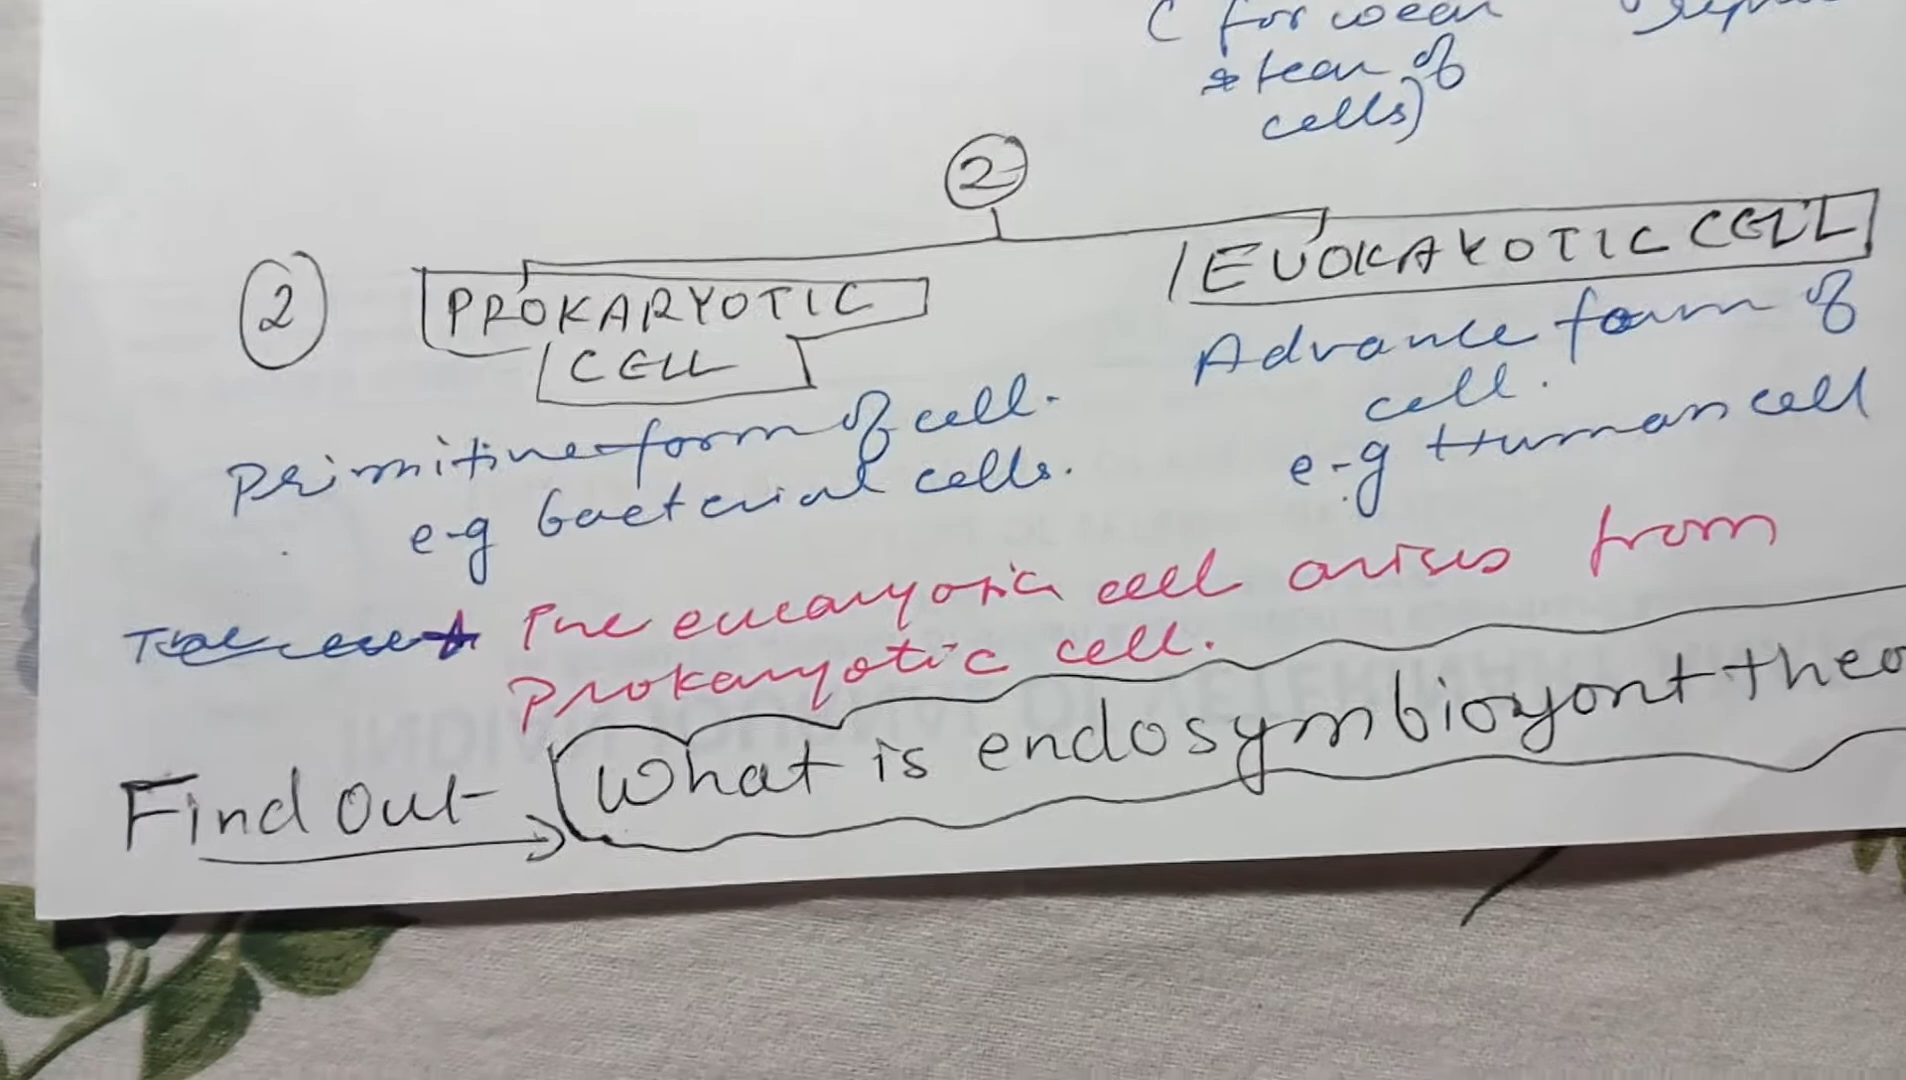 ( for wear
& tear of
cells)
2
2
PROKARYOTIC
CELL
EUOKAYOTIC CELL
Primitive form of cell.
e-g bacterial cells.
Advance form of
cell.
e-g Human cell
The eucaryotic cell arises from
Prokaryotic cell.
Find Out
What is endosymbioyont theo